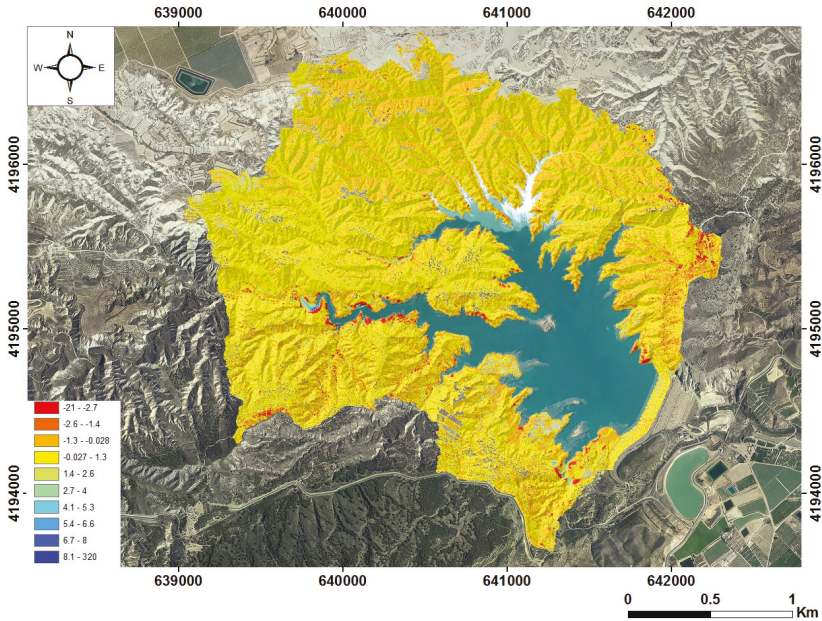 639000 640000 641000 642000
N
W E
S
4196000 4196000
4195000 4195000
4194000 4194000
-21 - -2.7
-2.6 - -1.4
-1.3 - -0.028
-0.027 - 1.3
1.4 - 2.6
2.7 - 4
4.1 - 5.3
5.4 - 6.6
6.7 - 8
8.1 - 320
639000 640000 641000 642000
0 0.5 1
Km